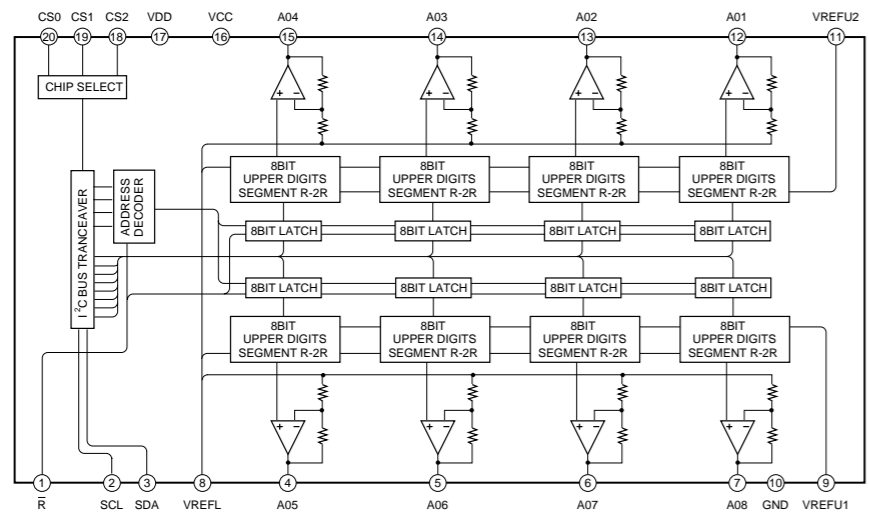 CS0 CS1 CS2 VDD VCC A04 A03 A02 A01 VREFU2
20 19 18 17 16 15 14 13 12 11
CHIP SELECT
+ − + − + − + −
I²C BUS TRANCEAVER
ADDRESS
DECODER
8BIT
UPPER DIGITS
SEGMENT R-2R
8BIT
UPPER DIGITS
SEGMENT R-2R
8BIT
UPPER DIGITS
SEGMENT R-2R
8BIT
UPPER DIGITS
SEGMENT R-2R
8BIT LATCH 8BIT LATCH 8BIT LATCH 8BIT LATCH
8BIT LATCH 8BIT LATCH 8BIT LATCH 8BIT LATCH
8BIT
UPPER DIGITS
SEGMENT R-2R
8BIT
UPPER DIGITS
SEGMENT R-2R
8BIT
UPPER DIGITS
SEGMENT R-2R
8BIT
UPPER DIGITS
SEGMENT R-2R
+ − + − + − + −
1 2 3 8 4 5 6 7 10 9
R̅ SCL SDA VREFL A05 A06 A07 A08 GND VREFU1